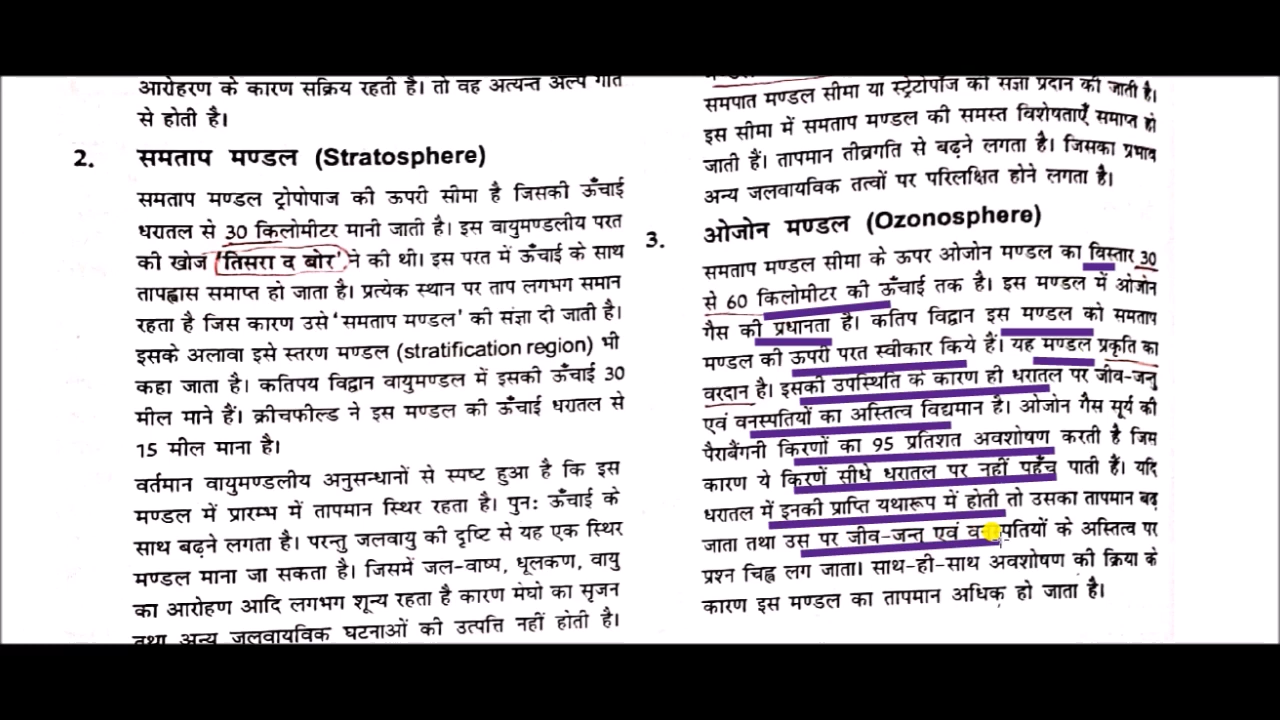 आरोहरण के कारण सक्रिय रहती है। तो वह अत्यन्त अल्प गति
से होती है।
2. समताप मण्डल (Stratosphere)
समताप मण्डल ट्रोपोपाज की ऊपरी सीमा है जिसकी ऊँचाई
धरातल से 30 किलोमीटर मानी जाती है। इस वायुमण्डलीय परत
की खोज 'तिसरा द बोर' ने की थी। इस परत में ऊँचाई के साथ
तापह्वास समाप्त हो जाता है। प्रत्येक स्थान पर ताप लगभग समान
रहता है जिस कारण उसे 'समताप मण्डल' की संज्ञा दी जाती है।
इसके अलावा इसे स्तरण मण्डल (stratification region) भी
कहा जाता है। कतिपय विद्वान वायुमण्डल में इसकी ऊँचाई 30
मील माने हैं। क्रीचफील्ड ने इस मण्डल की ऊँचाई धरातल से
15 मील माना है।
वर्तमान वायुमण्डलीय अनुसन्धानों से स्पष्ट हुआ है कि इस
मण्डल में प्रारम्भ में तापमान स्थिर रहता है। पुन: ऊँचाई के
साथ बढ़ने लगता है। परन्तु जलवायु की दृष्टि से यह एक स्थिर
मण्डल माना जा सकता है। जिसमें जल-वाष्प, धूलकण, वायु
का आरोहण आदि लगभग शून्य रहता है कारण मेघो का सृजन
तथा अन्य जलवायविक घटनाओं की उत्पत्ति नहीं होती है।
समपात मण्डल सीमा या स्ट्रेटोपॉज की संज्ञा प्रदान की जाती है।
इस सीमा में समताप मण्डल की समस्त विशेषताएँ समाप्त हो
जाती हैं। तापमान तीव्रगति से बढ़ने लगता है। जिसका प्रभाव
अन्य जलवायविक तत्वों पर परिलक्षित होने लगता है।
3. ओजोन मण्डल (Ozonosphere)
समताप मण्डल सीमा के ऊपर ओजोन मण्डल का विस्तार 30
से 60 किलोमीटर की ऊँचाई तक है। इस मण्डल में ओजोन
गैस की प्रधानता है। कतिप विद्वान इस मण्डल को समताप
मण्डल की ऊपरी परत स्वीकार किये हैं। यह मण्डल प्रकृति का
वरदान है। इसकी उपस्थिति के कारण ही धरातल पर जीव-जन्तु
एवं वनस्पतियों का अस्तित्व विद्यमान है। ओजोन गैस सूर्य की
पैराबैंगनी किरणों का 95 प्रतिशत अवशोषण करती है जिस
कारण ये किरणें सीधे धरातल पर नहीं पहुँच पाती हैं। यदि
धरातल में इनकी प्राप्ति यथारूप में होती तो उसका तापमान बढ़
जाता तथा उस पर जीव-जन्तु एवं वनस्पतियों के अस्तित्व पर
प्रश्न चिह्न लग जाता। साथ-ही-साथ अवशोषण की क्रिया के
कारण इस मण्डल का तापमान अधिक हो जाता है।